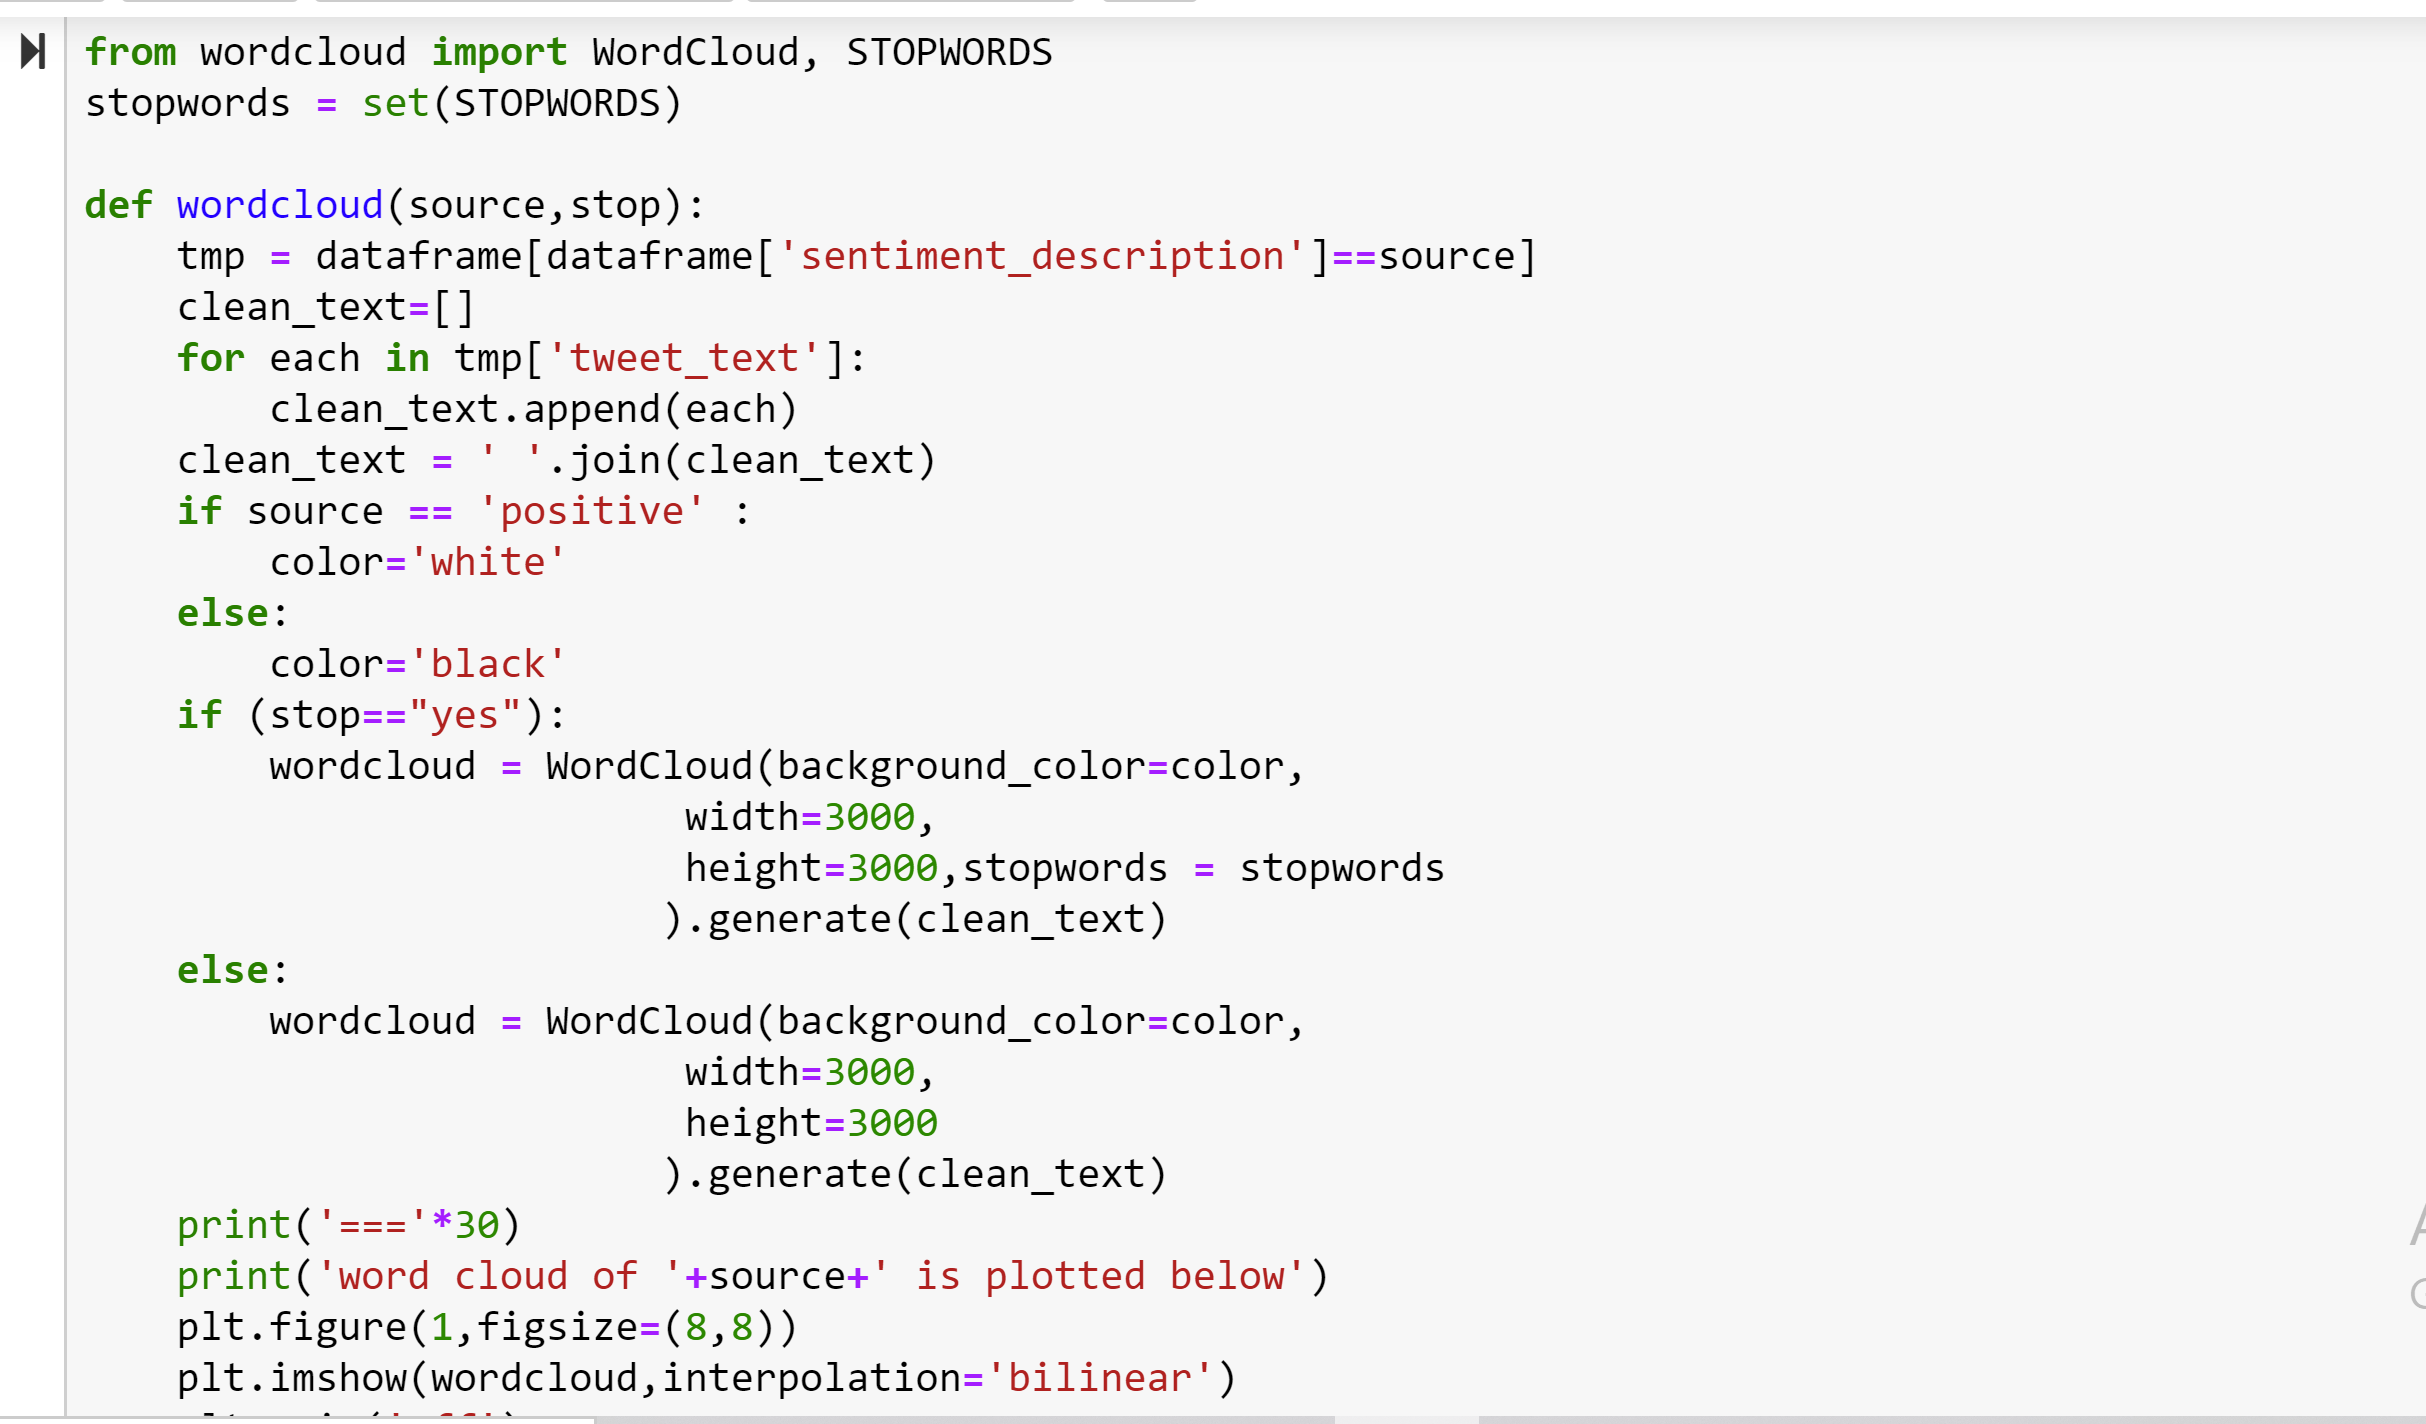 from wordcloud import WordCloud, STOPWORDS
stopwords = set(STOPWORDS)

def wordcloud(source,stop):
    tmp = dataframe[dataframe['sentiment_description']==source]
    clean_text=[]
    for each in tmp['tweet_text']:
        clean_text.append(each)
    clean_text = ' '.join(clean_text)
    if source == 'positive' :
        color='white'
    else:
        color='black'
    if (stop=="yes"):
        wordcloud = WordCloud(background_color=color,
                          width=3000,
                          height=3000,stopwords = stopwords
                         ).generate(clean_text)
    else:
        wordcloud = WordCloud(background_color=color,
                          width=3000,
                          height=3000
                         ).generate(clean_text)
    print('==='*30)
    print('word cloud of '+source+' is plotted below')
    plt.figure(1,figsize=(8,8))
    plt.imshow(wordcloud,interpolation='bilinear')